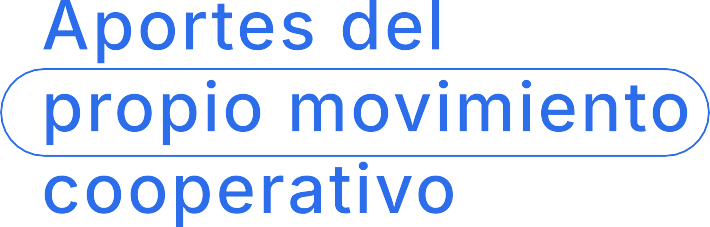 Aportes del
propio movimiento
cooperativo